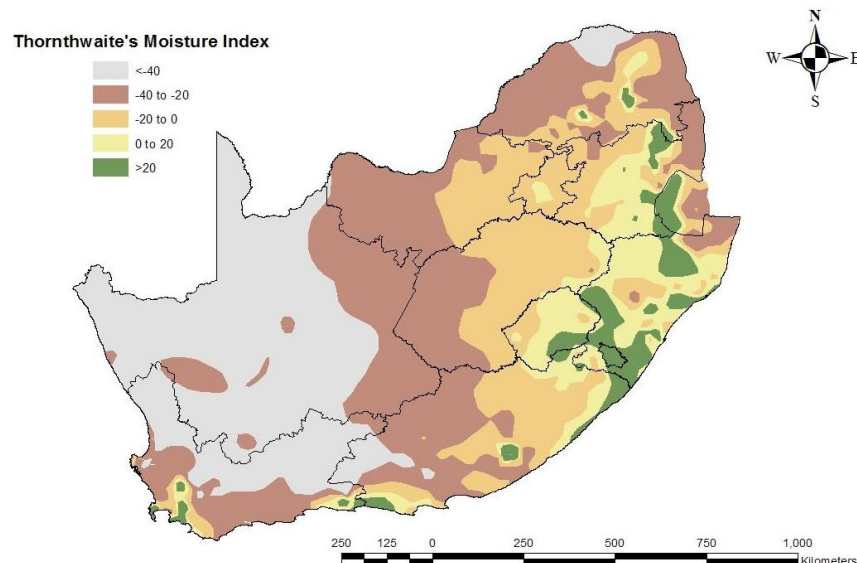 Thornthwaite's Moisture Index
<-40
-40 to -20
-20 to 0
0 to 20
>20
N
W E
S
250 125 0 250 500 750 1,000
Kilometers